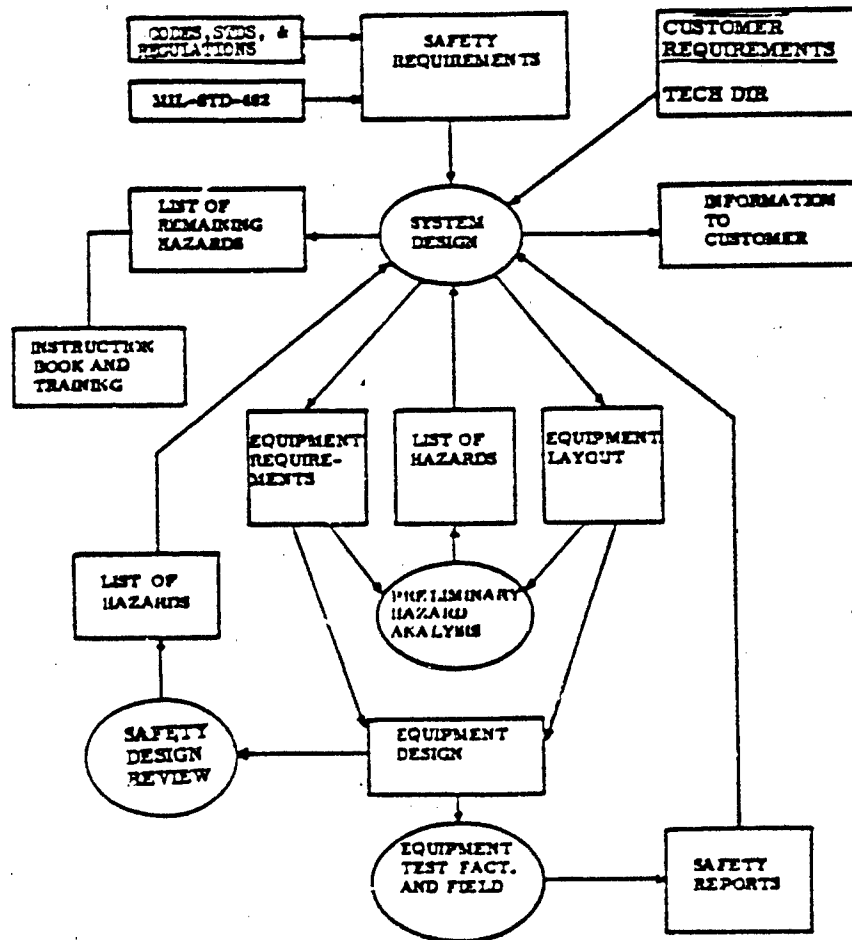 CODES, STDS, &
REGULATIONS
SAFETY
REQUIREMENTS
CUSTOMER
REQUIREMENTS
TECH DIR
MIL-STD-882
LIST OF
REMAINING
HAZARDS
SYSTEM
DESIGN
INFORMATION
TO
CUSTOMER
INSTRUCTION
BOOK AND
TRAINING
EQUIPMENT
REQUIRE-
MENTS
LIST OF
HAZARDS
EQUIPMENT
LAYOUT
LIST OF
HAZARDS
PRELIMINARY
HAZARD
ANALYSIS
SAFETY
DESIGN
REVIEW
EQUIPMENT
DESIGN
EQUIPMENT
TEST FACT.
AND FIELD
SAFETY
REPORTS